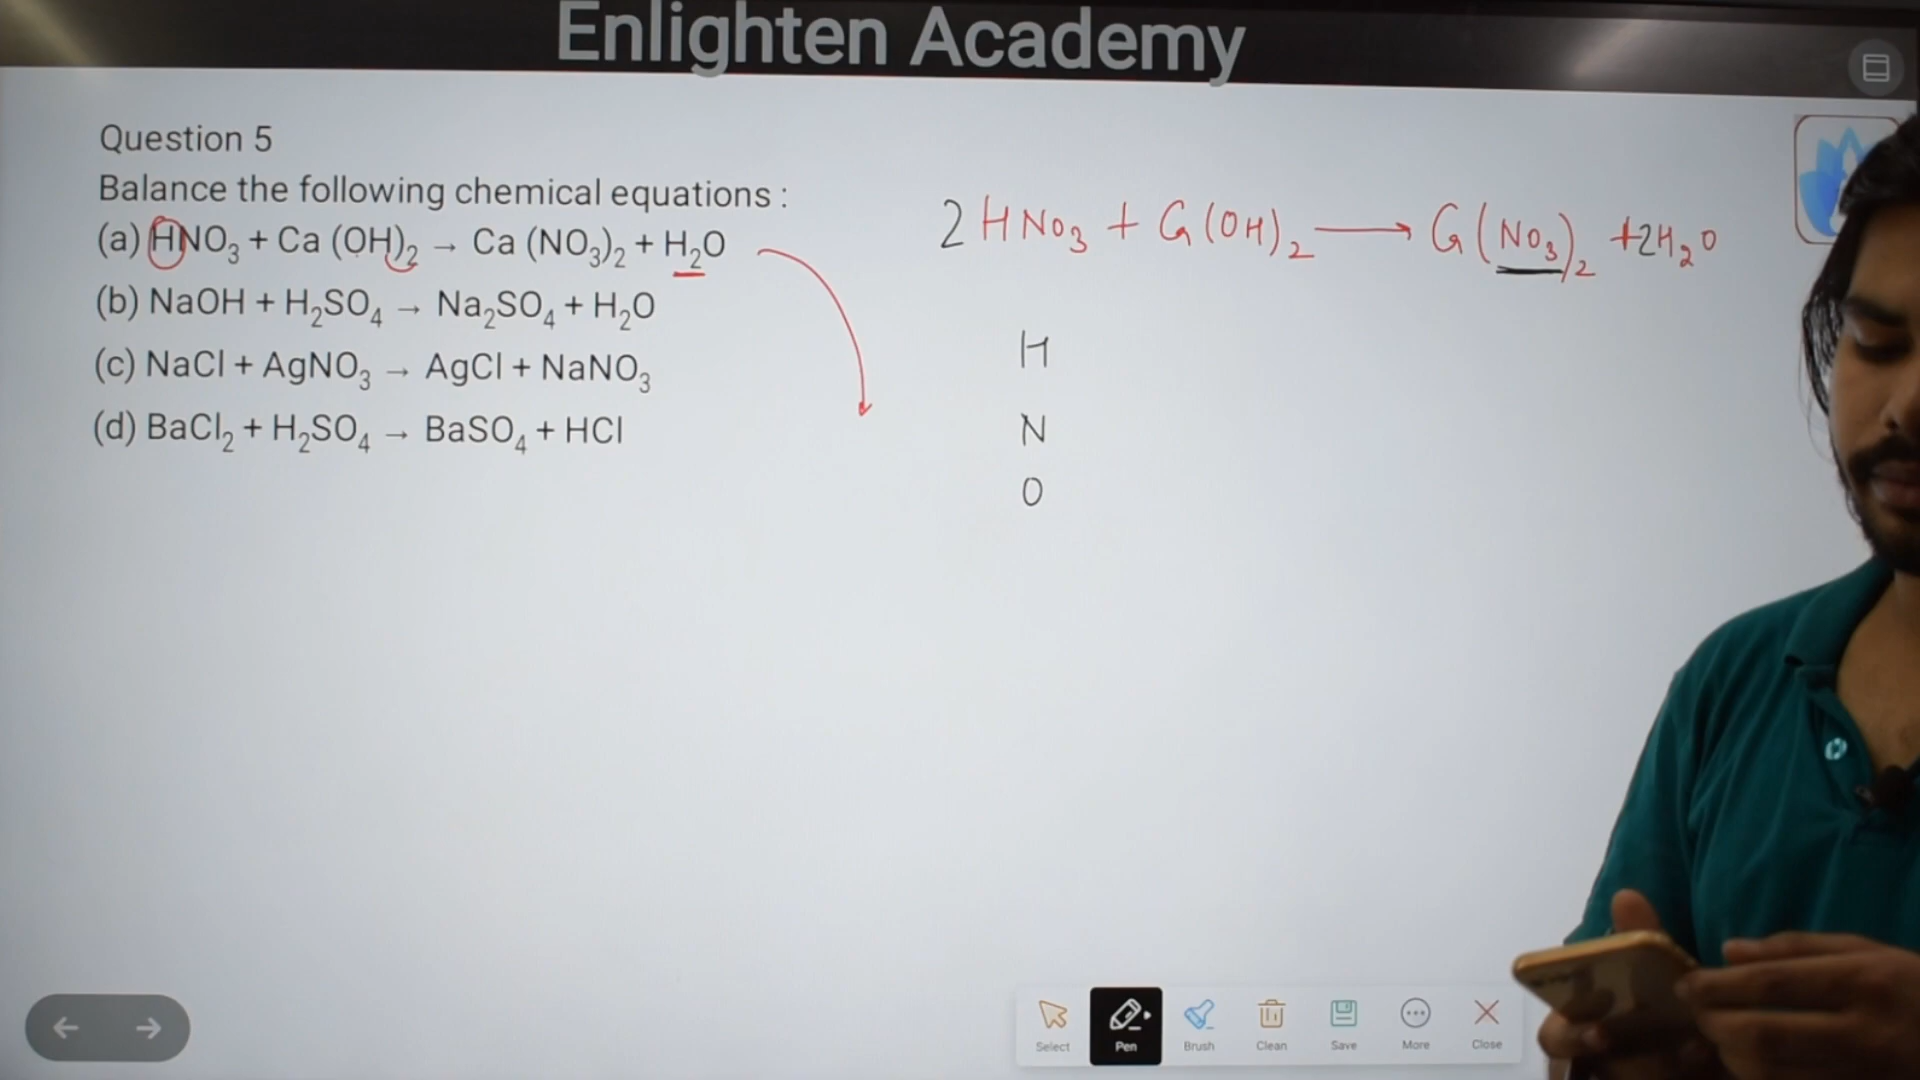 Enlighten Academy
Question 5
Balance the following chemical equations :
(a) HNO₃ + Ca (OH)₂ → Ca (NO₃)₂ + H₂O
(b) NaOH + H₂SO₄ → Na₂SO₄ + H₂O
(c) NaCl + AgNO₃ → AgCl + NaNO₃
(d) BaCl₂ + H₂SO₄ → BaSO₄ + HCl
2HNO₃ + Ca(OH)₂ → Ca(NO₃)₂ + 2H₂O
H
N
O
Select Pen Brush Clean Save More Close